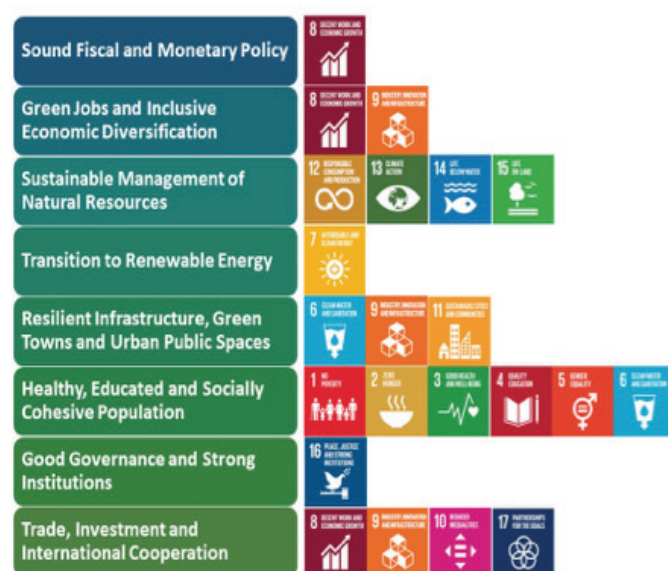 Sound Fiscal and Monetary Policy
8 DECENT WORK AND
ECONOMIC GROWTH
Green Jobs and Inclusive
Economic Diversification
8 DECENT WORK AND
ECONOMIC GROWTH
9 INDUSTRY, INNOVATION
AND INFRASTRUCTURE
Sustainable Management of
Natural Resources
12 RESPONSIBLE
CONSUMPTION
AND PRODUCTION
13 CLIMATE
ACTION
14 LIFE
BELOW WATER
15 LIFE
ON LAND
Transition to Renewable Energy
7 AFFORDABLE AND
CLEAN ENERGY
Resilient Infrastructure, Green
Towns and Urban Public Spaces
6 CLEAN WATER
AND SANITATION
9 INDUSTRY, INNOVATION
AND INFRASTRUCTURE
11 SUSTAINABLE CITIES
AND COMMUNITIES
Healthy, Educated and Socially
Cohesive Population
1 NO
POVERTY
2 ZERO
HUNGER
3 GOOD HEALTH
AND WELL-BEING
4 QUALITY
EDUCATION
5 GENDER
EQUALITY
6 CLEAN WATER
AND SANITATION
Good Governance and Strong
Institutions
16 PEACE, JUSTICE
AND STRONG
INSTITUTIONS
Trade, Investment and
International Cooperation
8 DECENT WORK AND
ECONOMIC GROWTH
9 INDUSTRY, INNOVATION
AND INFRASTRUCTURE
10 REDUCED
INEQUALITIES
17 PARTNERSHIPS
FOR THE GOALS